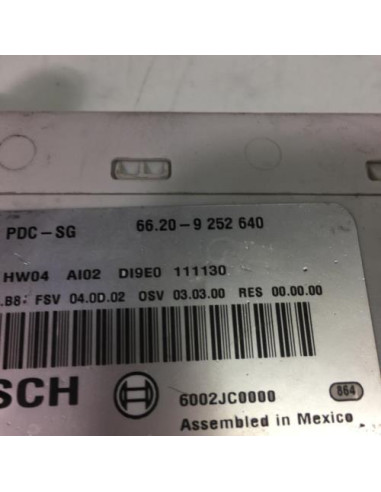 PDC-SG 66.20-9 252 640
HW04 AI02 DI9E0 111130
FSV 04.0D.02 OSV 03.03.00 RES 00.00.00
SCH
6002JC0000 864
Assembled in Mexico